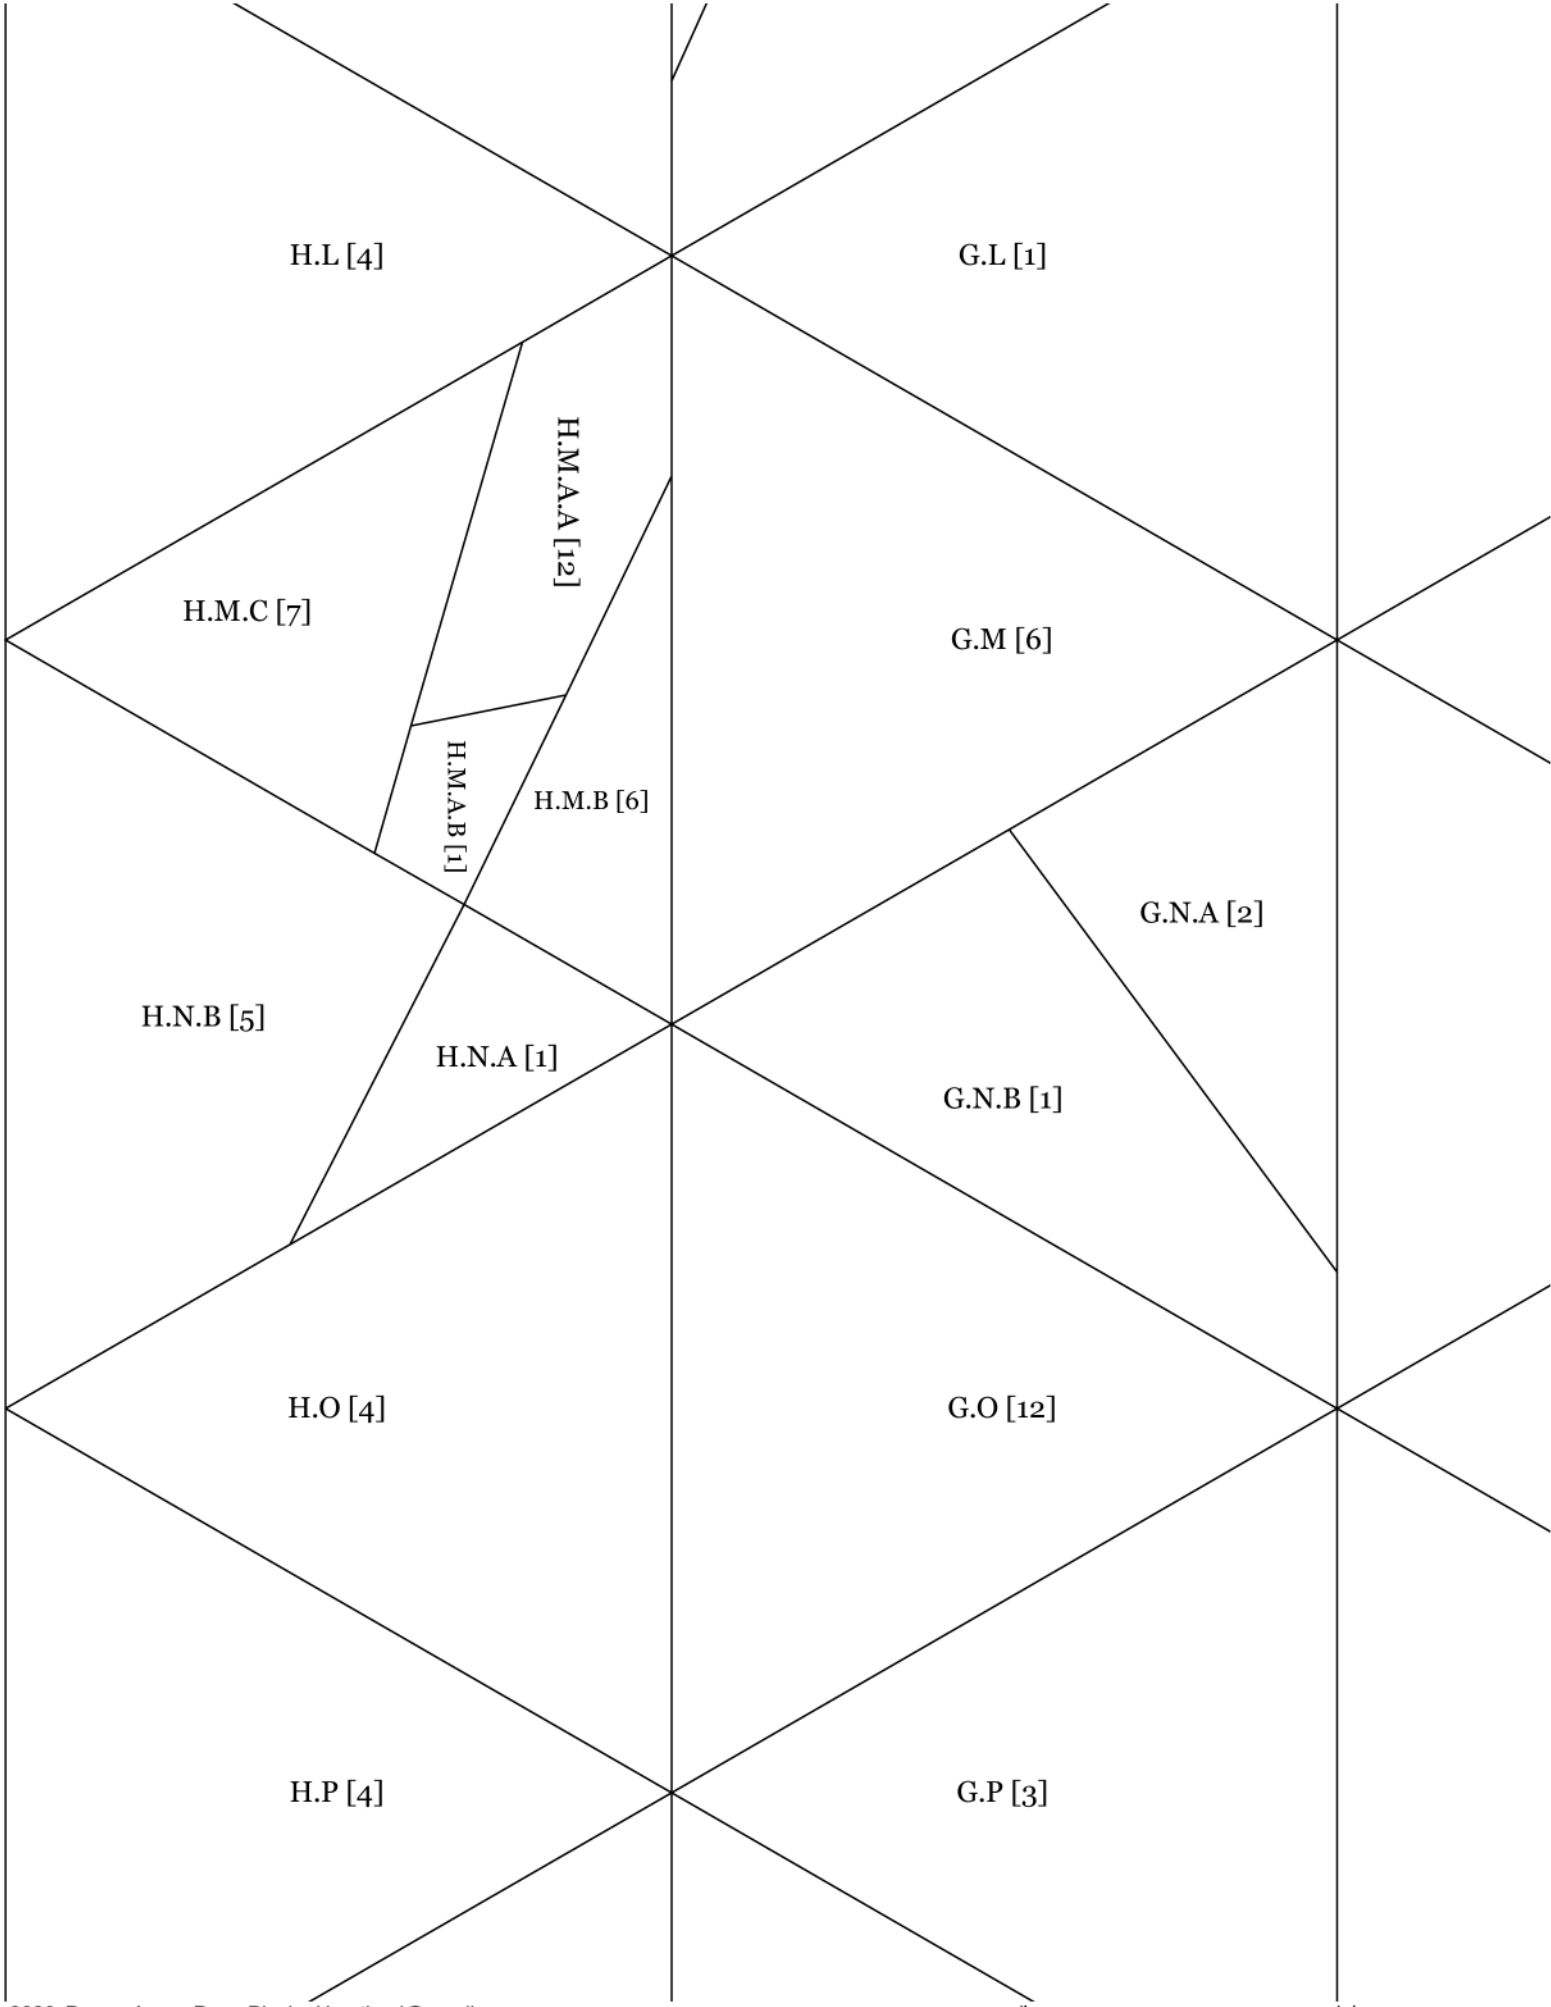 H.L [4]
G.L [1]
H.M.A.A [12]
H.M.C [7]
G.M [6]
H.M.A.B [1]
H.M.B [6]
G.N.A [2]
H.N.B [5]
H.N.A [1]
G.N.B [1]
H.O [4]
G.O [12]
H.P [4]
G.P [3]